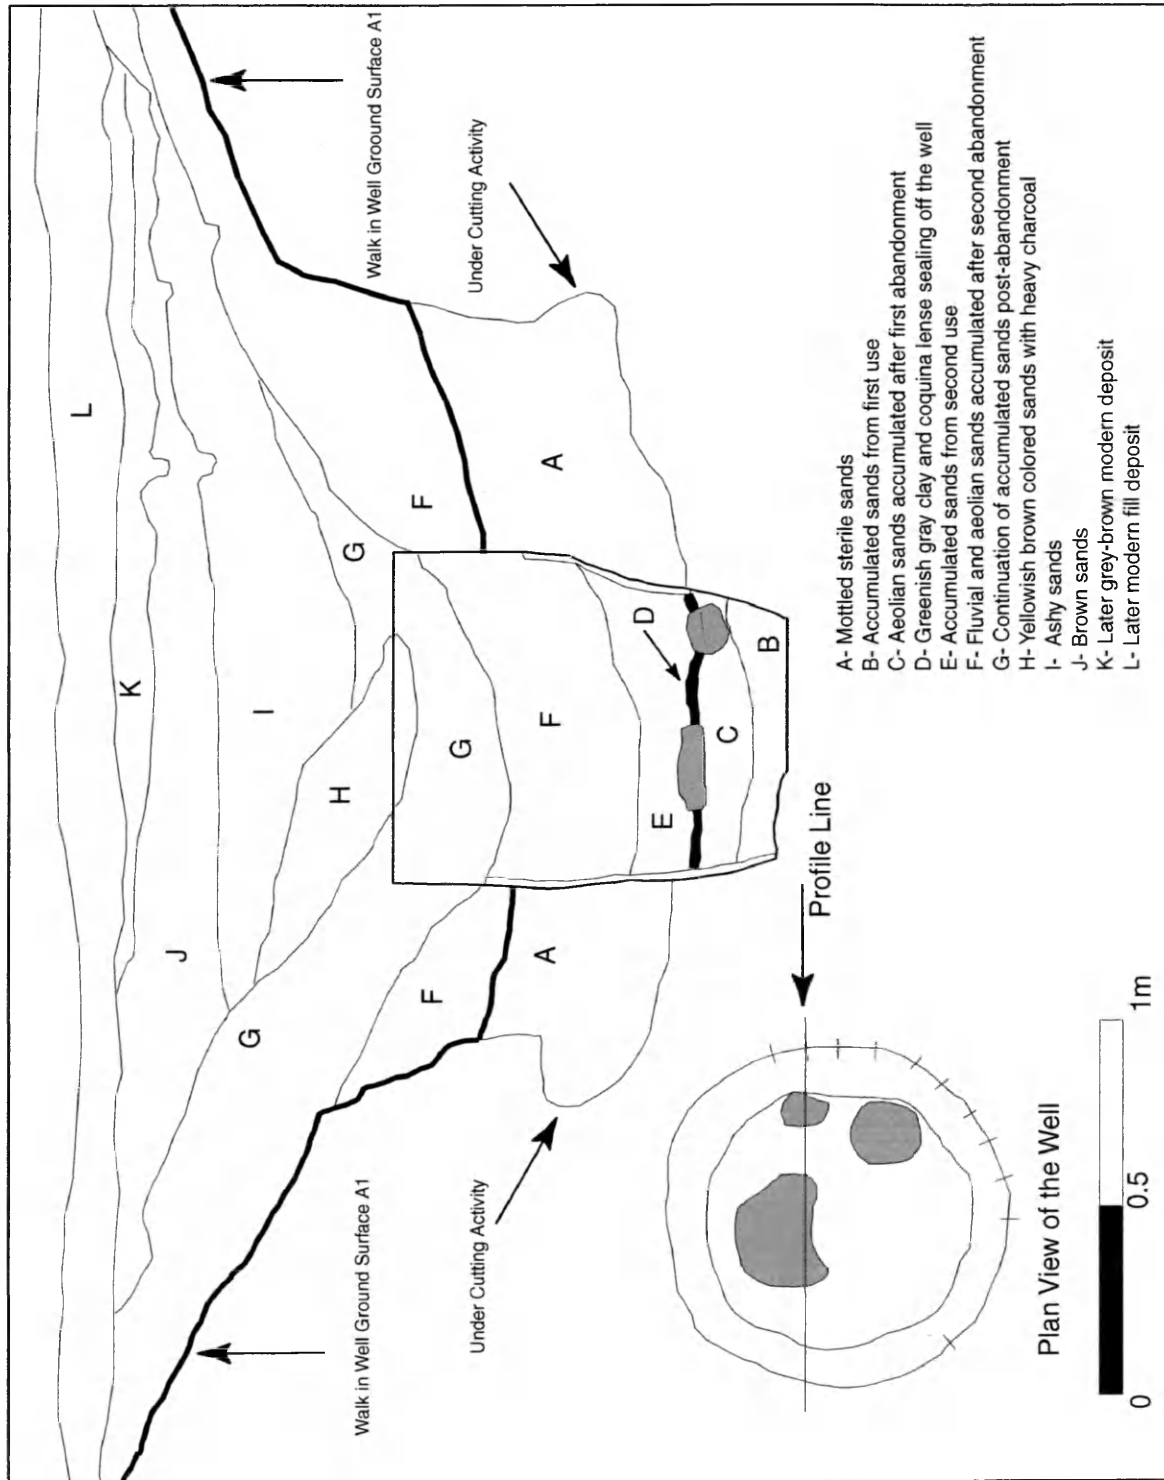 Walk in Well Ground Surface A1
Walk in Well Groound Surface A1
Under Cutting Activity
Under Cutting Activity
L
K
J
I
H
G
G
G
F
F
F
A
A
E
D
C
B
Profile Line
Plan View of the Well
0
0.5
1m
A- Mottled sterile sands
B- Accumulated sands from first use
C- Aeolian sands accumulated after first abandonment
D- Greenish gray clay and coquina lense sealing off the well
E- Accumulated sands from second use
F- Fluvial and aeolian sands accumulated after second abandonment
G- Continuation of accumulated sands post-abandonment
H- Yellowish brown colored sands with heavy charcoal
I- Ashy sands
J- Brown sands
K- Later grey-brown modern deposit
L- Later modern fill deposit